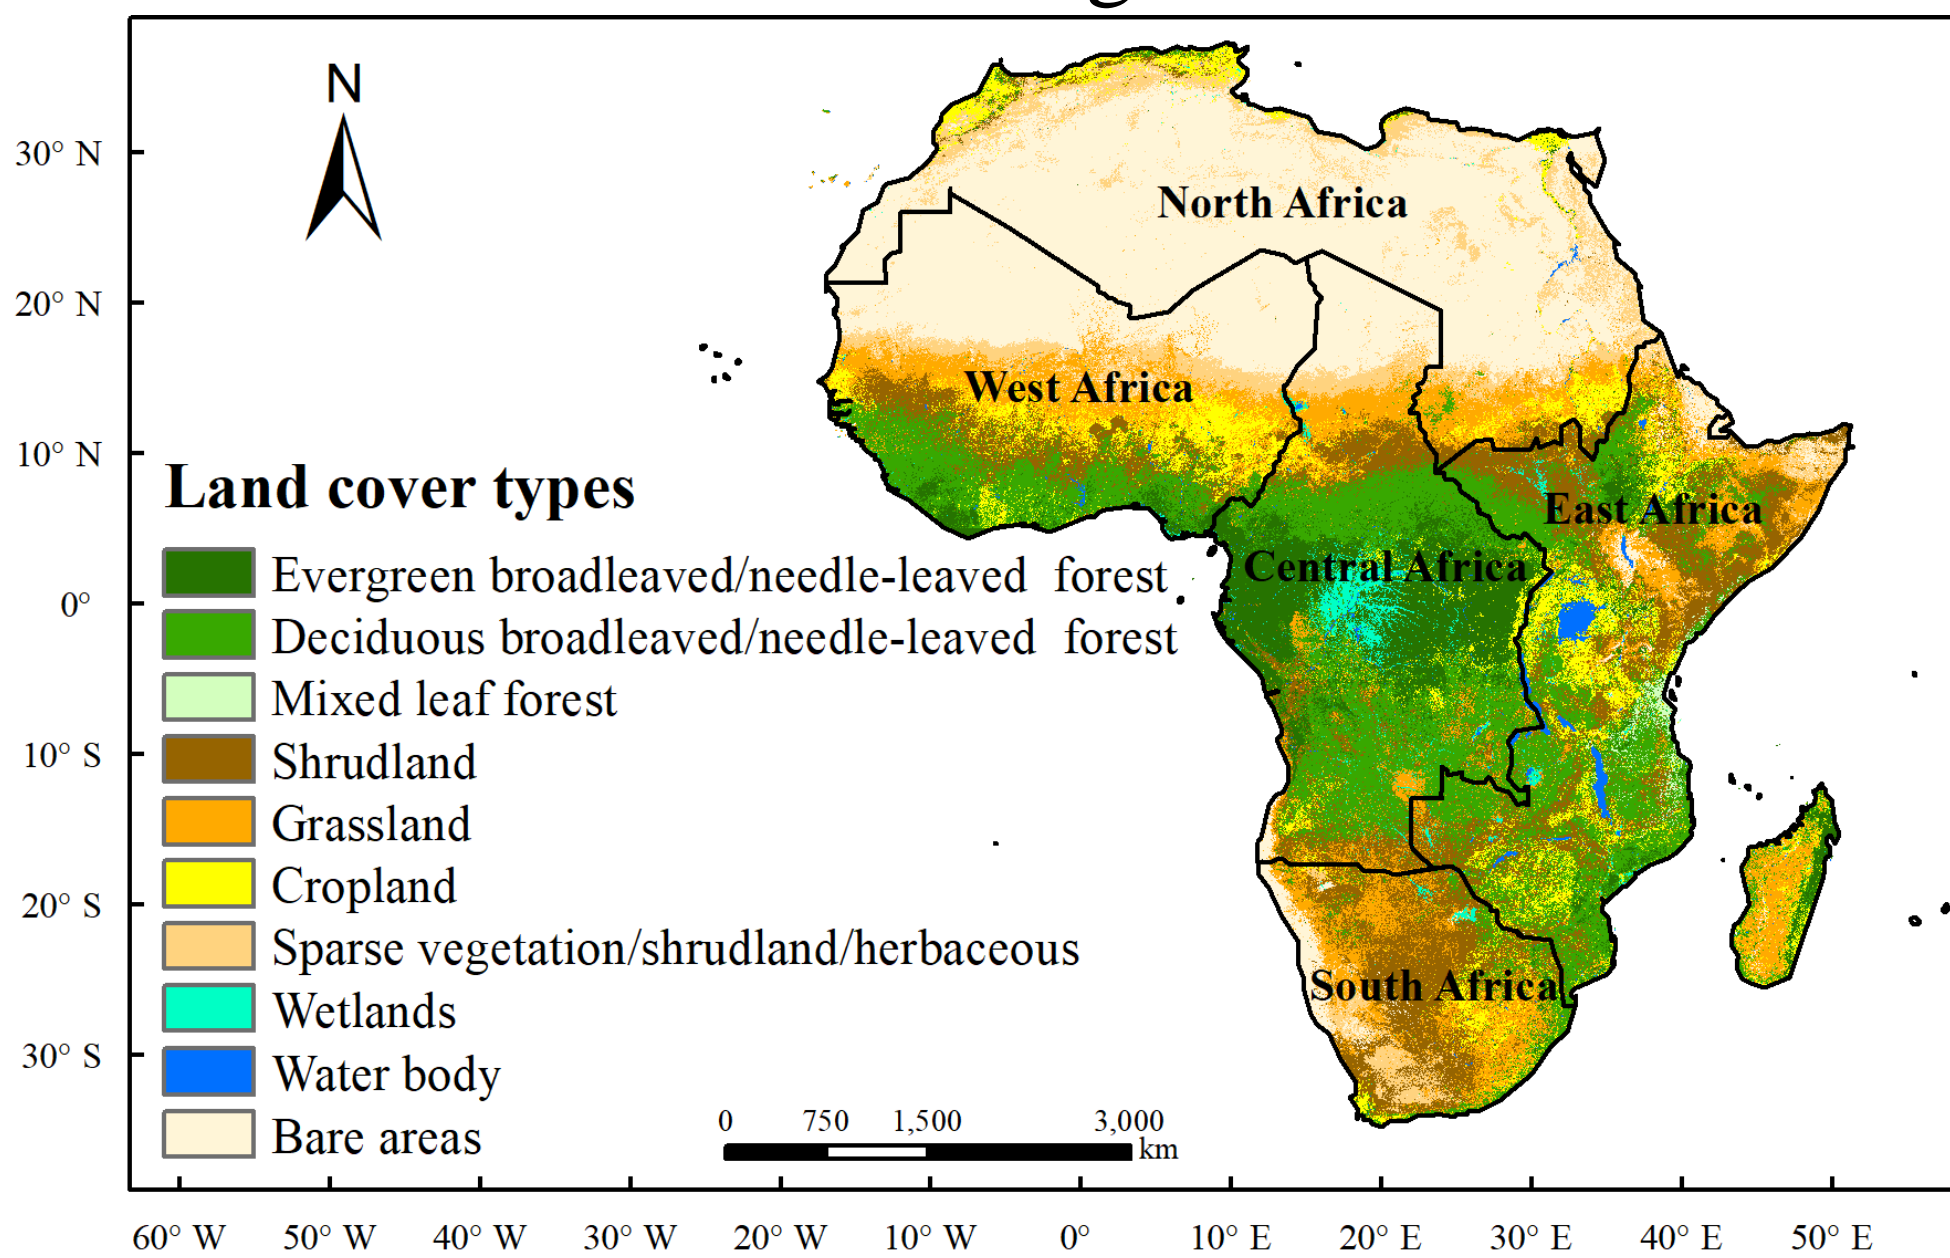 N
30° N
20° N
10° N
0°
10° S
20° S
30° S
North Africa
West Africa
East Africa
Central Africa
South Africa
Land cover types
Evergreen broadleaved/needle-leaved forest
Deciduous broadleaved/needle-leaved forest
Mixed leaf forest
Shrudland
Grassland
Cropland
Sparse vegetation/shrudland/herbaceous
Wetlands
Water body
Bare areas
0 750 1,500 3,000
km
60° W 50° W 40° W 30° W 20° W 10° W 0° 10° E 20° E 30° E 40° E 50° E